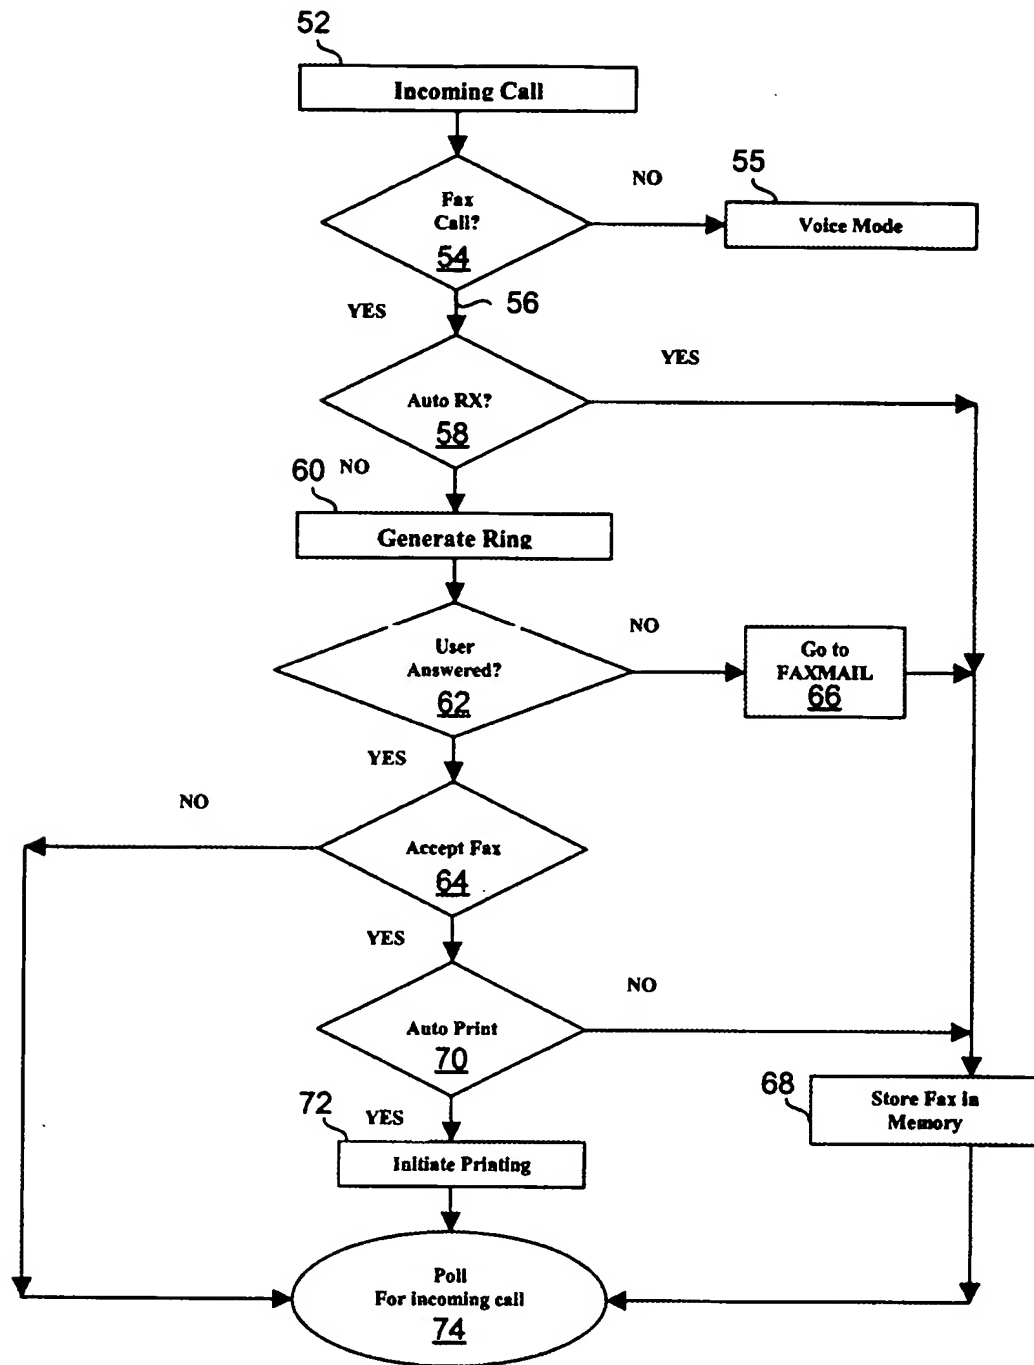 52
Incoming Call
55
NO
Fax
Call?
54
Voice Mode
56
YES
YES
Auto RX?
58
60
NO
Generate Ring
NO
User
Answered?
62
Go to
FAXMAIL
66
YES
NO
Accept Fax
64
YES
NO
Auto Print
70
68
Store Fax in
Memory
72
YES
Initiate Printing
Poll
For incoming call
74